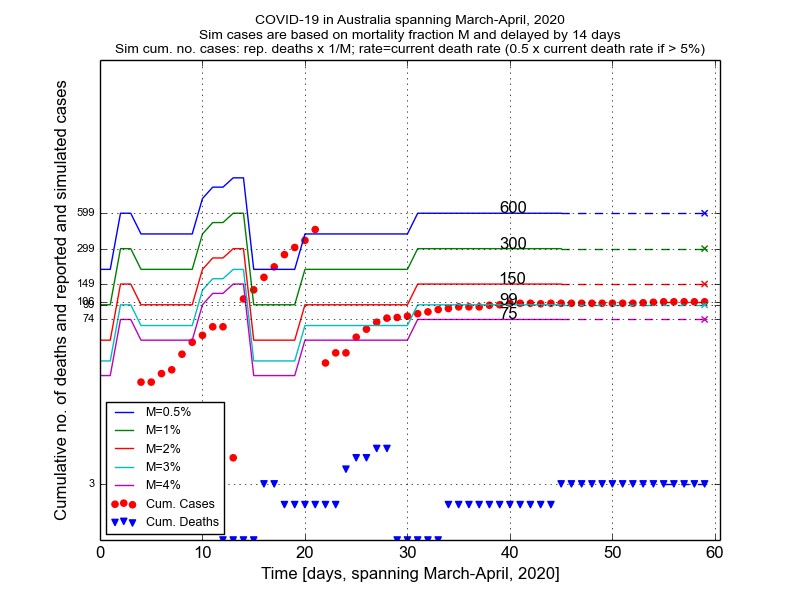 COVID-19 in Australia spanning March-April, 2020
Sim cases are based on mortality fraction M and delayed by 14 days
Sim cum. no. cases: rep. deaths x 1/M; rate=current death rate (0.5 x current death rate if > 5%)
Cumulative no. of deaths and reported and simulated cases
599
299
149
74
3
600
300
150
99
75
M=0.5%
M=1%
M=2%
M=3%
M=4%
Cum. Cases
Cum. Deaths
0 10 20 30 40 50 60
Time [days, spanning March-April, 2020]